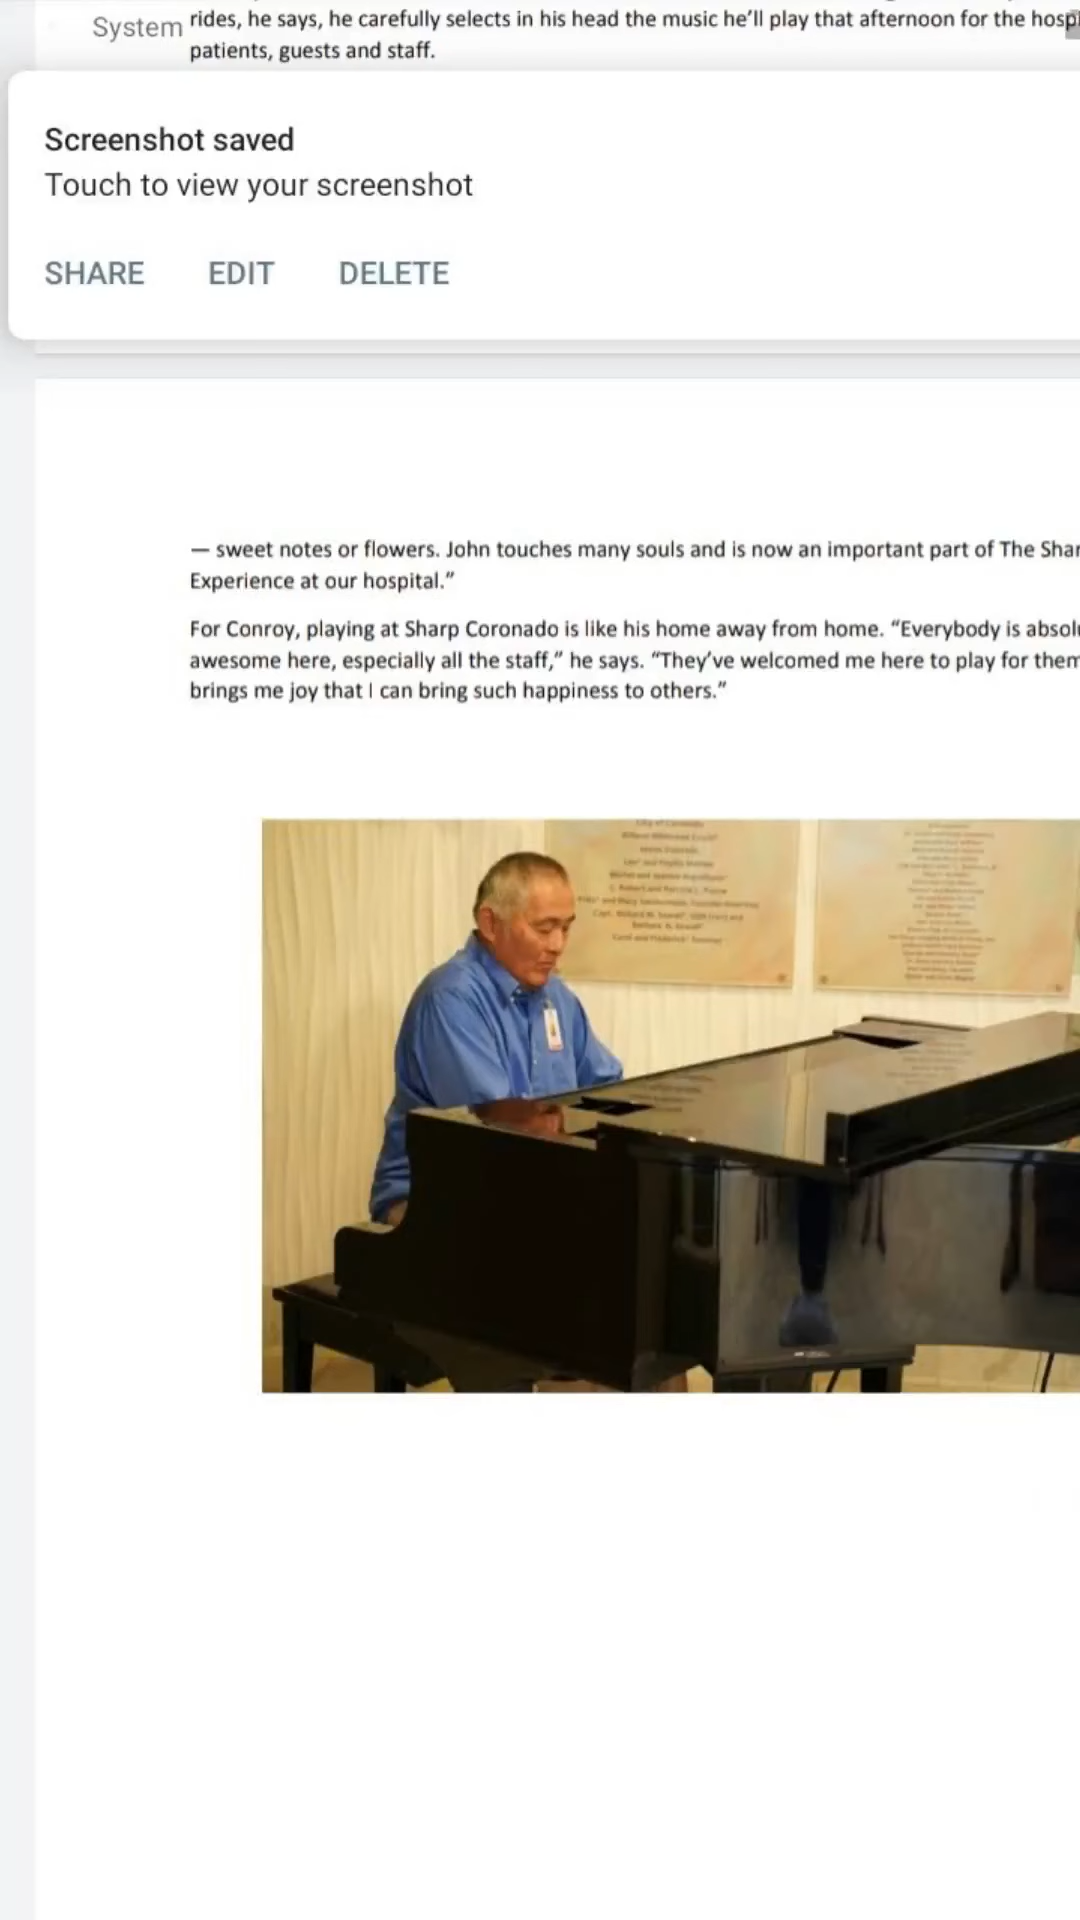 System
rides, he says, he carefully selects in his head the music he'll play that afternoon for the hosp
patients, guests and staff.
Screenshot saved
Touch to view your screenshot
SHARE EDIT DELETE
— sweet notes or flowers. John touches many souls and is now an important part of The Shar
Experience at our hospital.”
For Conroy, playing at Sharp Coronado is like his home away from home. “Everybody is absol
awesome here, especially all the staff,” he says. “They’ve welcomed me here to play for them
brings me joy that I can bring such happiness to others.”